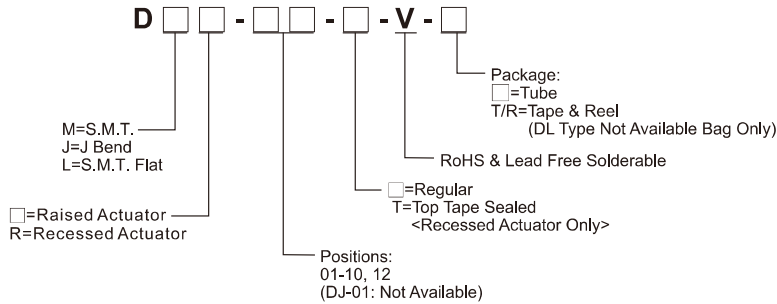 D□□-□□-□-V-□
Package:
□=Tube
T/R=Tape & Reel
(DL Type Not Available Bag Only)
M=S.M.T.
J=J Bend
L=S.M.T. Flat
RoHS & Lead Free Solderable
□=Regular
T=Top Tape Sealed
<Recessed Actuator Only>
□=Raised Actuator
R=Recessed Actuator
Positions:
01-10, 12
(DJ-01: Not Available)